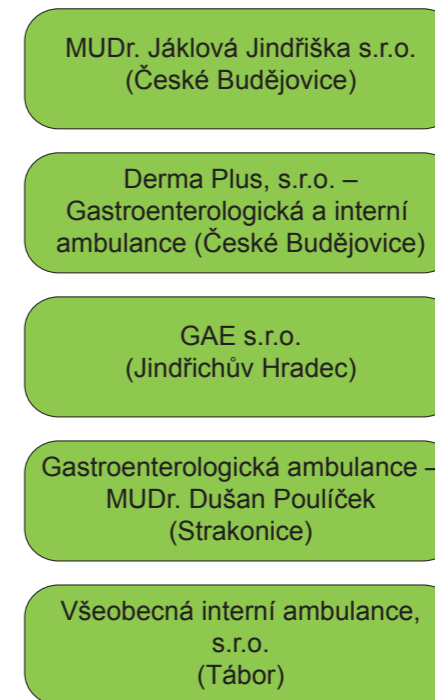 MUDr. Jáklová Jindřiška s.r.o.
(České Budějovice)
Derma Plus, s.r.o. –
Gastroenterologická a interní
ambulance (České Budějovice)
GAE s.r.o.
(Jindřichův Hradec)
Gastroenterologická ambulance –
MUDr. Dušan Poulíček
(Strakonice)
Všeobecná interní ambulance,
s.r.o.
(Tábor)